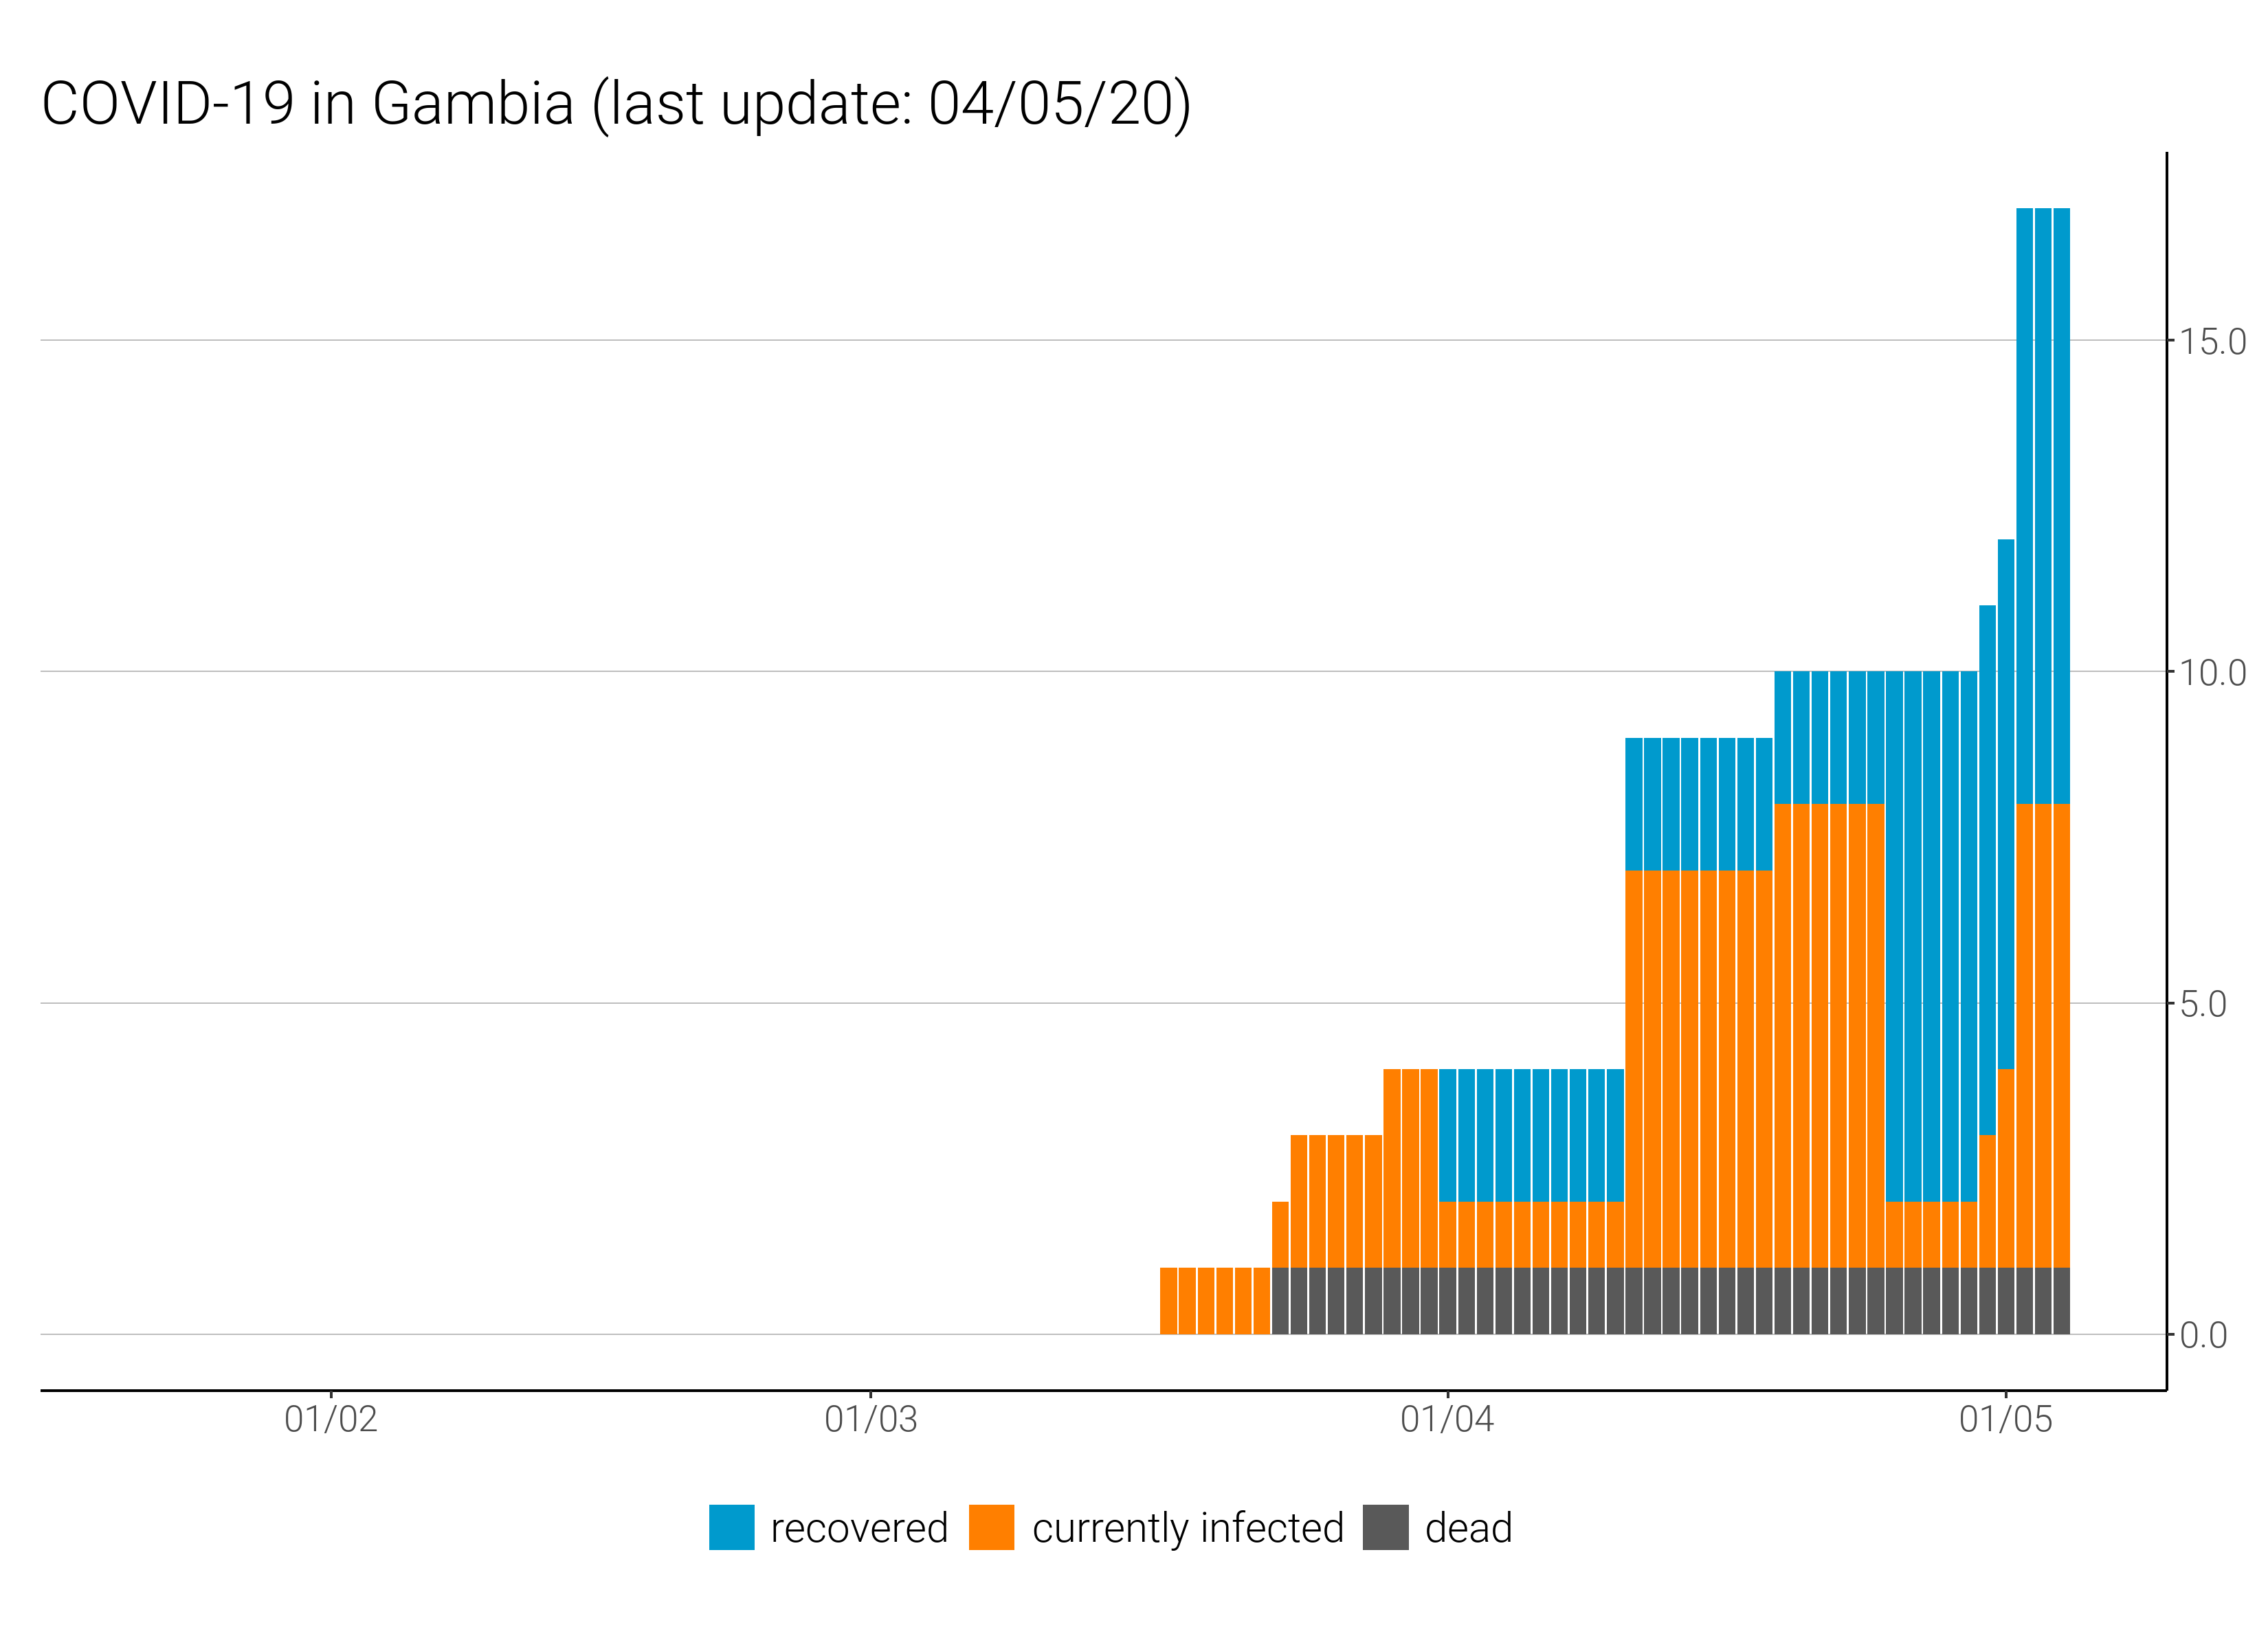 COVID-19 in Gambia (last update: 04/05/20)
15.0
10.0
5.0
0.0
01/02 01/03 01/04 01/05
recovered currently infected dead